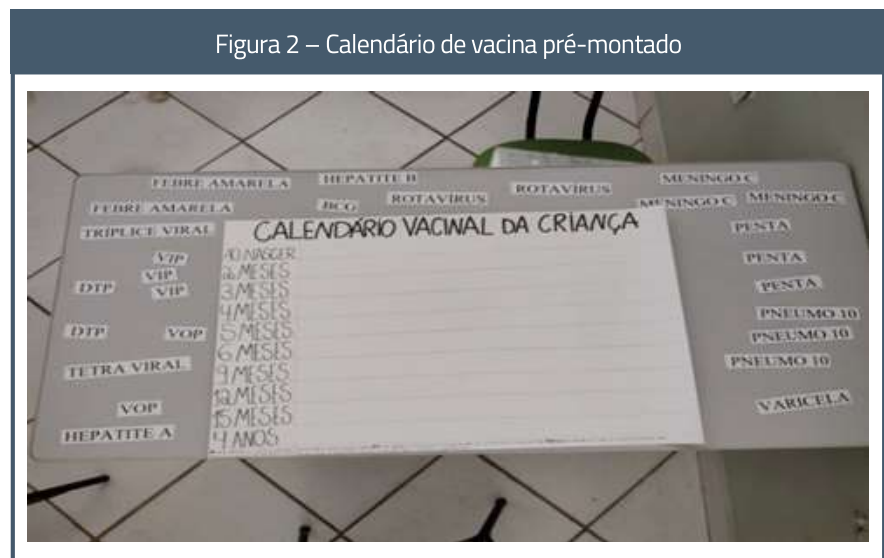 Figura 2 – Calendário de vacina pré-montado
FEBRE AMARELA
HEPATITE B
ROTAVÍRUS
MENINGO C
FEBRE AMARELA
BCG
ROTAVÍRUS
MENINGO C
MENINGO C
TRÍPLICE VIRAL
CALENDÁRIO VACINAL DA CRIANÇA
PENTA
VIP
AO NASCER
PENTA
VIP
2 MESES
DTP
VIP
3 MESES
PENTA
4 MESES
PNEUMO 10
DTP
VOP
5 MESES
PNEUMO 10
6 MESES
TETRA VIRAL
9 MESES
PNEUMO 10
12 MESES
VOP
15 MESES
VARICELA
HEPATITE A
4 ANOS